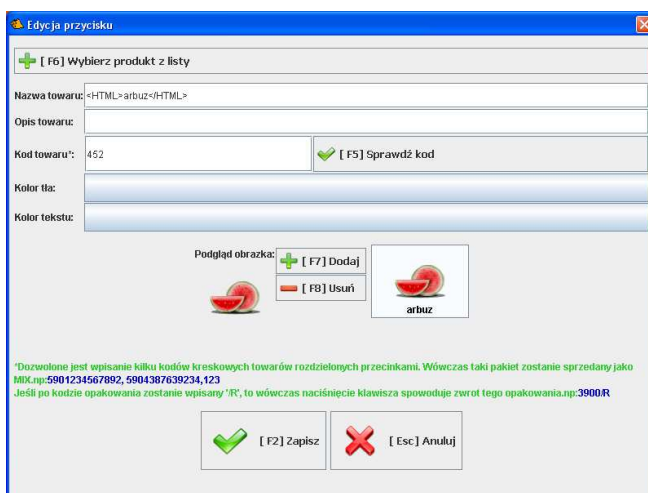 Edycja przycisku
[ F6] Wybierz produkt z listy
Nazwa towaru: <HTML>arbuz</HTML>
Opis towaru:
Kod towaru*: 452 [ F5] Sprawdź kod
Kolor tła:
Kolor tekstu:
Podgląd obrazka: [ F7] Dodaj
[ F8] Usuń
arbuz
*Dozwolone jest wpisanie kilku kodów kreskowych towarów rozdzielonych przecinkami. Wówczas taki pakiet zostanie sprzedany jako
MIX.np:5901234567892, 5904387639234,123
Jeśli po kodzie opakowania zostanie wpisany '/R', to wówczas naciśnięcie klawisza spowoduje zwrot tego opakowania.np:3900/R
[ F2] Zapisz [ Esc] Anuluj